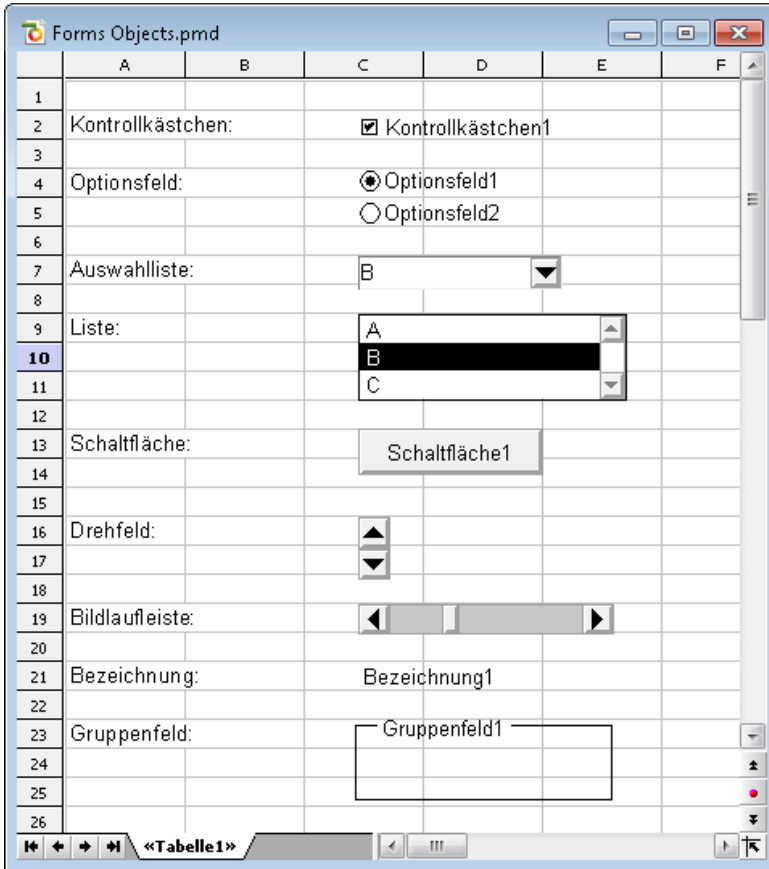 Forms Objects.pmd
A B C D E F
1
2 Kontrollkästchen: Kontrollkästchen1
3
4 Optionsfeld: Optionsfeld1
5 Optionsfeld2
6
7 Auswahlliste: B
8
9 Liste: A
10 B
11 C
12
13 Schaltfläche: Schaltfläche1
14
15
16 Drehfeld:
17
18
19 Bildlaufleiste:
20
21 Bezeichnung: Bezeichnung1
22
23 Gruppenfeld: Gruppenfeld1
24
25
26
«Tabelle1»